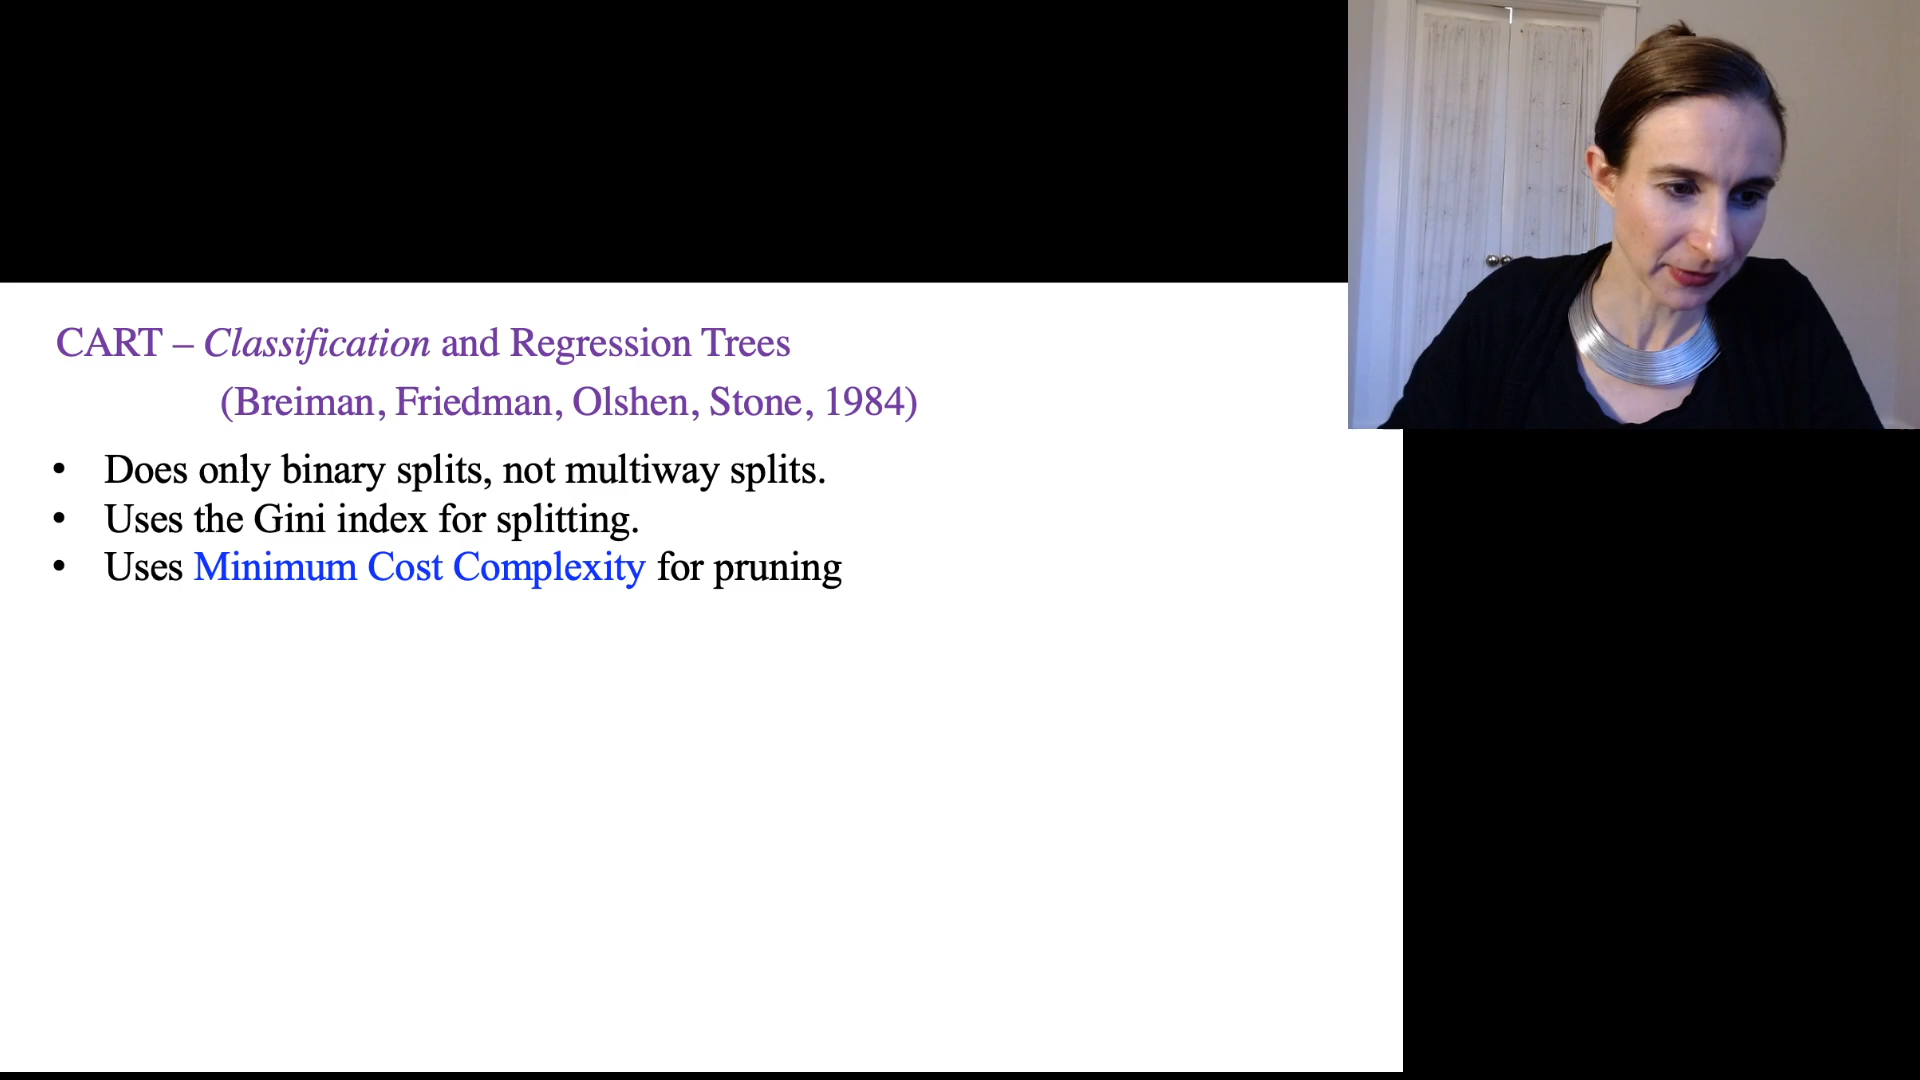 CART – Classification and Regression Trees
(Breiman, Friedman, Olshen, Stone, 1984)
• Does only binary splits, not multiway splits.
• Uses the Gini index for splitting.
• Uses Minimum Cost Complexity for pruning